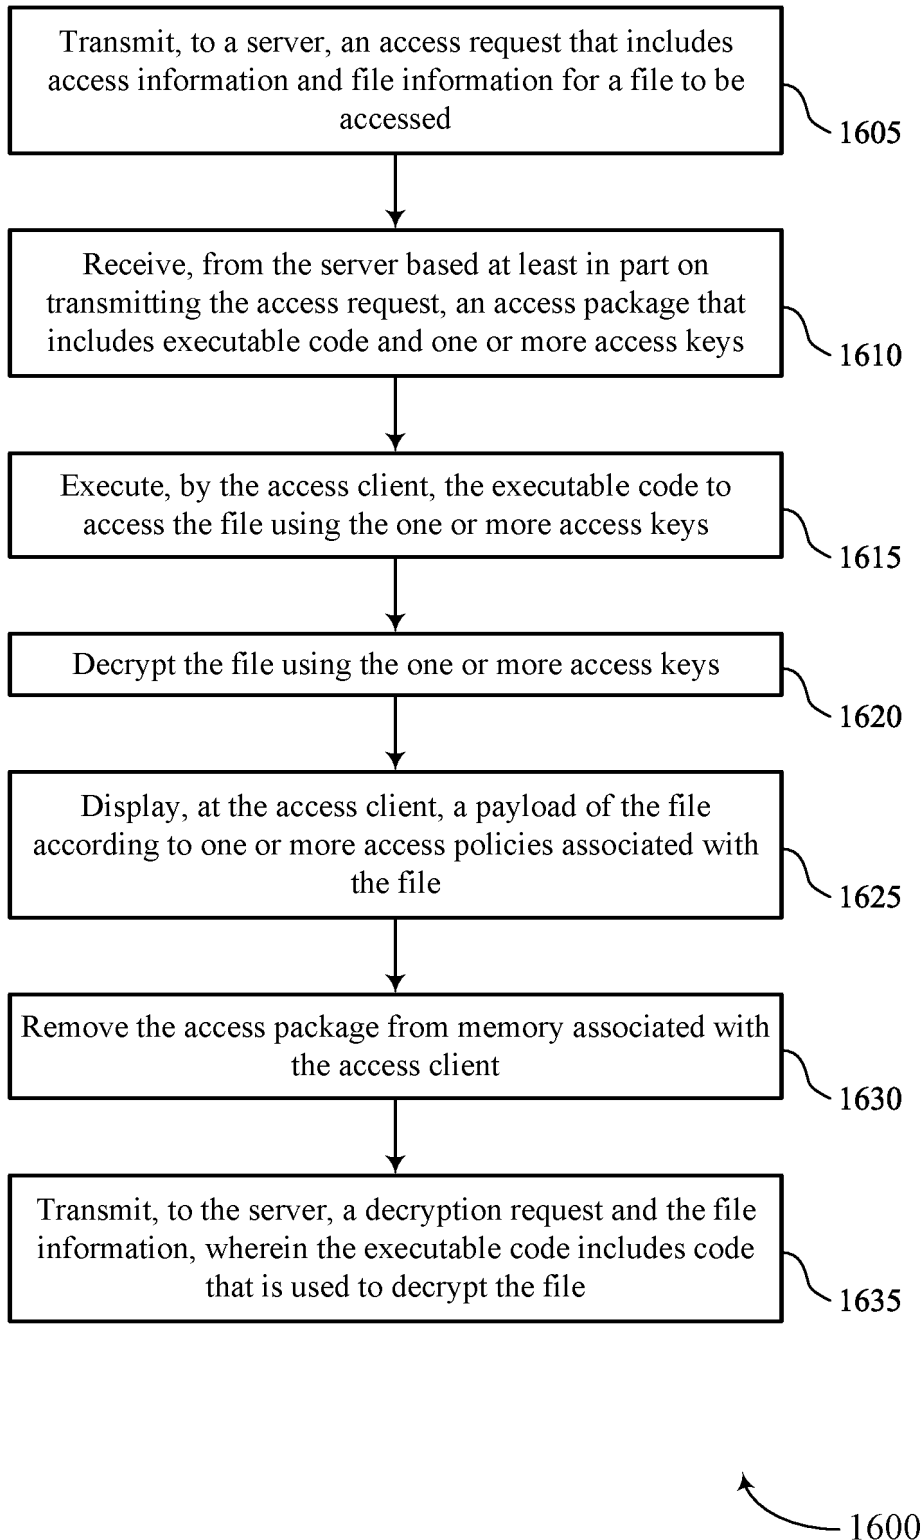 Transmit, to a server, an access request that includes
access information and file information for a file to be
accessed
1605
Receive, from the server based at least in part on
transmitting the access request, an access package that
includes executable code and one or more access keys
1610
Execute, by the access client, the executable code to
access the file using the one or more access keys
1615
Decrypt the file using the one or more access keys
1620
Display, at the access client, a payload of the file
according to one or more access policies associated with
the file
1625
Remove the access package from memory associated with
the access client
1630
Transmit, to the server, a decryption request and the file
information, wherein the executable code includes code
that is used to decrypt the file
1635
1600